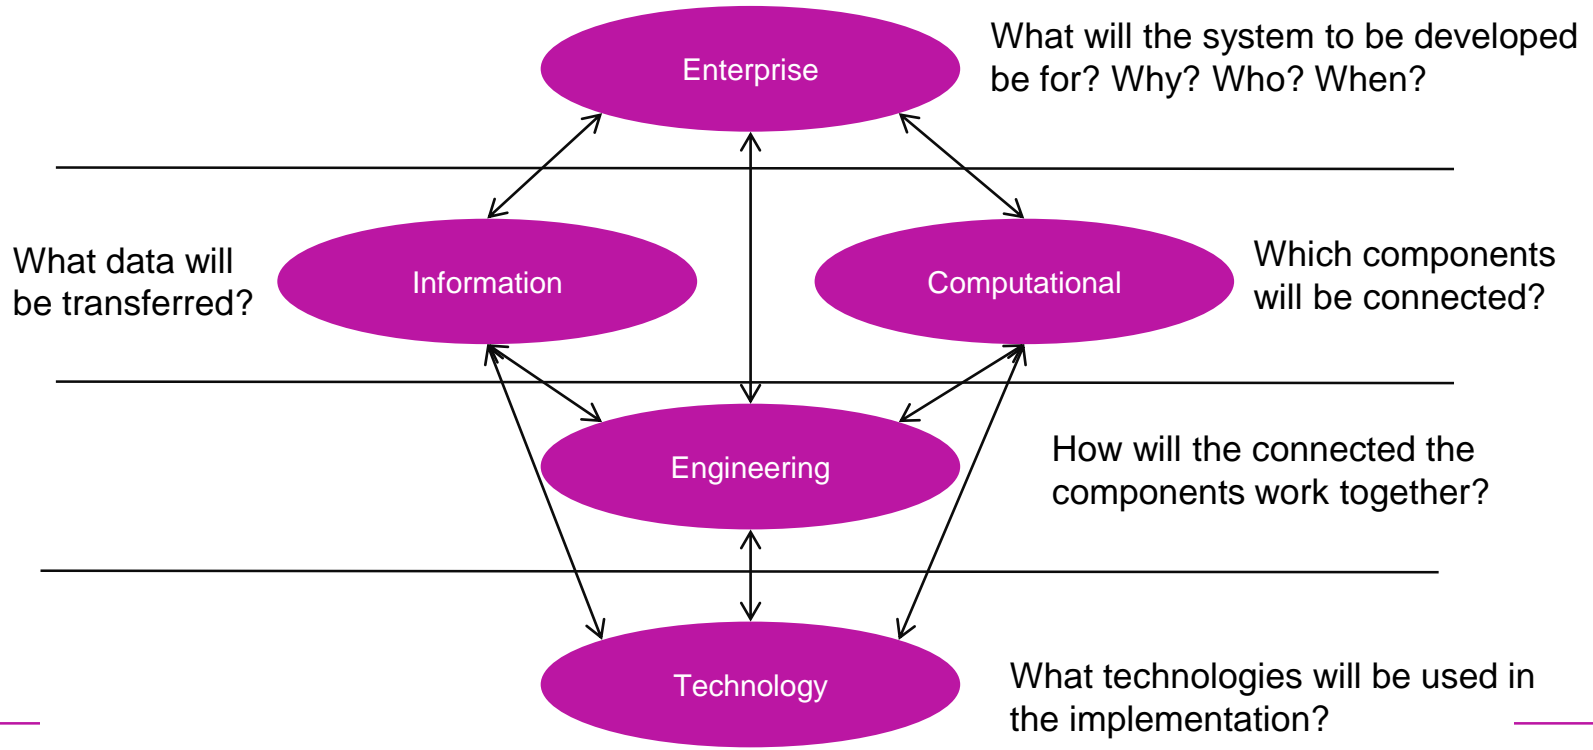 Enterprise
What will the system to be developed
be for? Why? Who? When?
What data will
be transferred?
Information
Computational
Which components
will be connected?
Engineering
How will the connected the
components work together?
Technology
What technologies will be used in
the implementation?